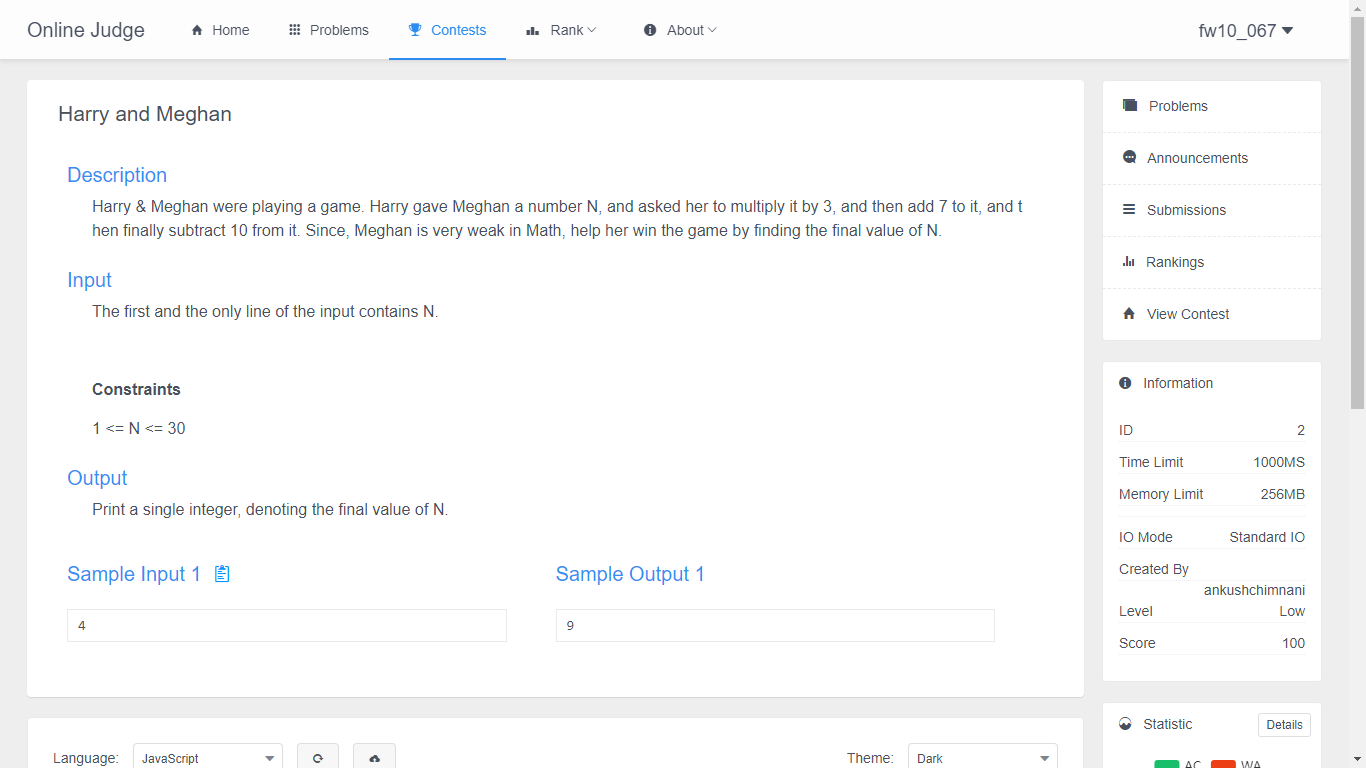 Online Judge
Home
Problems
Contests
Rank
About
fw10_067
Harry and Meghan
Description
Harry & Meghan were playing a game. Harry gave Meghan a number N, and asked her to multiply it by 3, and then add 7 to it, and t
hen finally subtract 10 from it. Since, Meghan is very weak in Math, help her win the game by finding the final value of N.
Input
The first and the only line of the input contains N.
Constraints
1 <= N <= 30
Output
Print a single integer, denoting the final value of N.
Sample Input 1
Sample Output 1
4
9
Language:
JavaScript
Theme:
Dark
Problems
Announcements
Submissions
Rankings
View Contest
Information
ID 2
Time Limit 1000MS
Memory Limit 256MB
IO Mode Standard IO
Created By
ankushchimnani
Level Low
Score 100
Statistic
Details
AC
WA